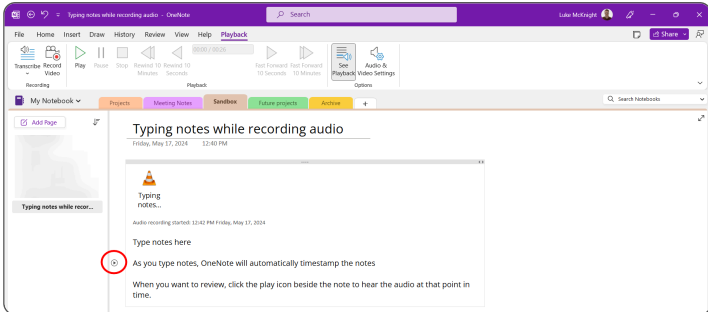 Typing notes while recording audio - OneNote
Search
Luke McKnight
File Home Insert Draw History Review View Help Playback
Share
Transcribe
Record Video
Play
Pause
Stop
Rewind 10 Minutes
Rewind 10 Seconds
00:00 / 00:26
Fast Forward 10 Seconds
Fast Forward 10 Minutes
See Playback
Audio & Video Settings
Recording
Playback
Options
My Notebook
Projects
Meeting Notes
Sandbox
Future projects
Archive
+
Search Notebooks
Add Page
Typing notes while recor...
Typing notes while recording audio
Friday, May 17, 2024 12:40 PM
Typing
notes...
Audio recording started: 12:42 PM Friday, May 17, 2024
Type notes here
As you type notes, OneNote will automatically timestamp the notes
When you want to review, click the play icon beside the note to hear the audio at that point in
time.